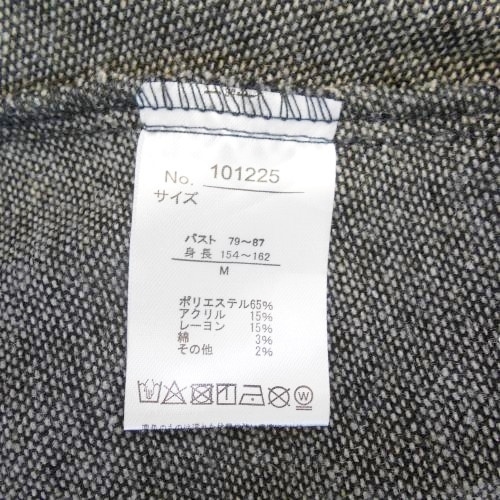 No. 101225
サイズ
バスト 79〜87
身長 154〜162
M
ポリエステル65%
アクリル 15%
レーヨン 15%
綿 3%
その他 2%
W